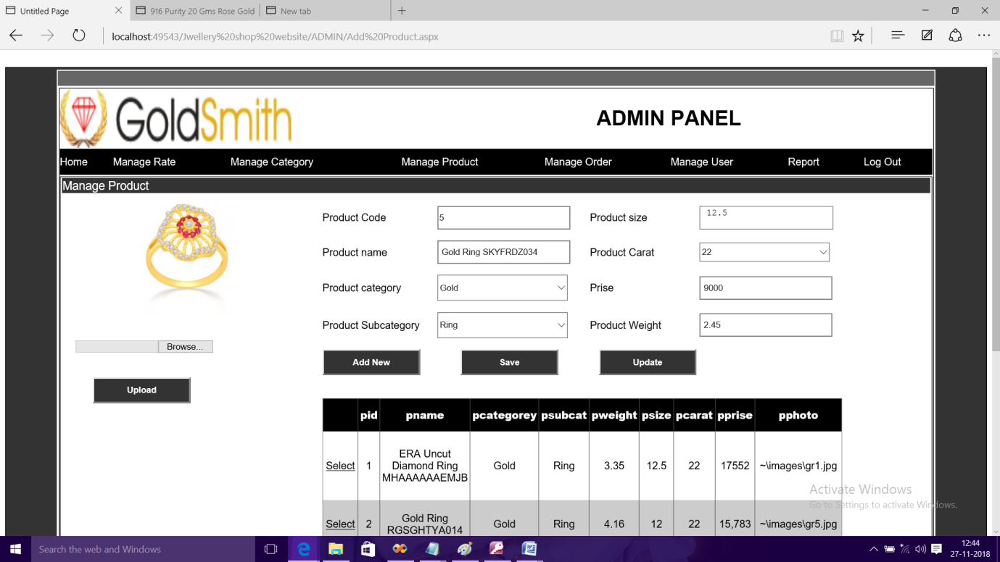 Untitled Page
916 Purity 20 Gms Rose Gold
New tab
localhost:49543/Jwellery%20shop%20website/ADMIN/Add%20Product.aspx
GoldSmith
ADMIN PANEL
Home Manage Rate Manage Category Manage Product Manage Order Manage User Report Log Out
Manage Product
Product Code 5 Product size 12.5
Product name Gold Ring SKYFRDZ034 Product Carat 22
Product category Gold Prise 9000
Product Subcategory Ring Product Weight 2.45
Browse...
Add New Save Update
Upload
pid pname pcategorey psubcat pweight psize pcarat pprise pphoto
Select 1 ERA Uncut Diamond Ring MHAAAAAAEMJB Gold Ring 3.35 12.5 22 17552 ~\images\gr1.jpg
Select 2 Gold Ring RGSGHTYA014 Gold Ring 4.16 12 22 15,783 ~\images\gr5.jpg
Activate Windows
Go to Settings to activate Windows.
Search the web and Windows
12:44
27-11-2018